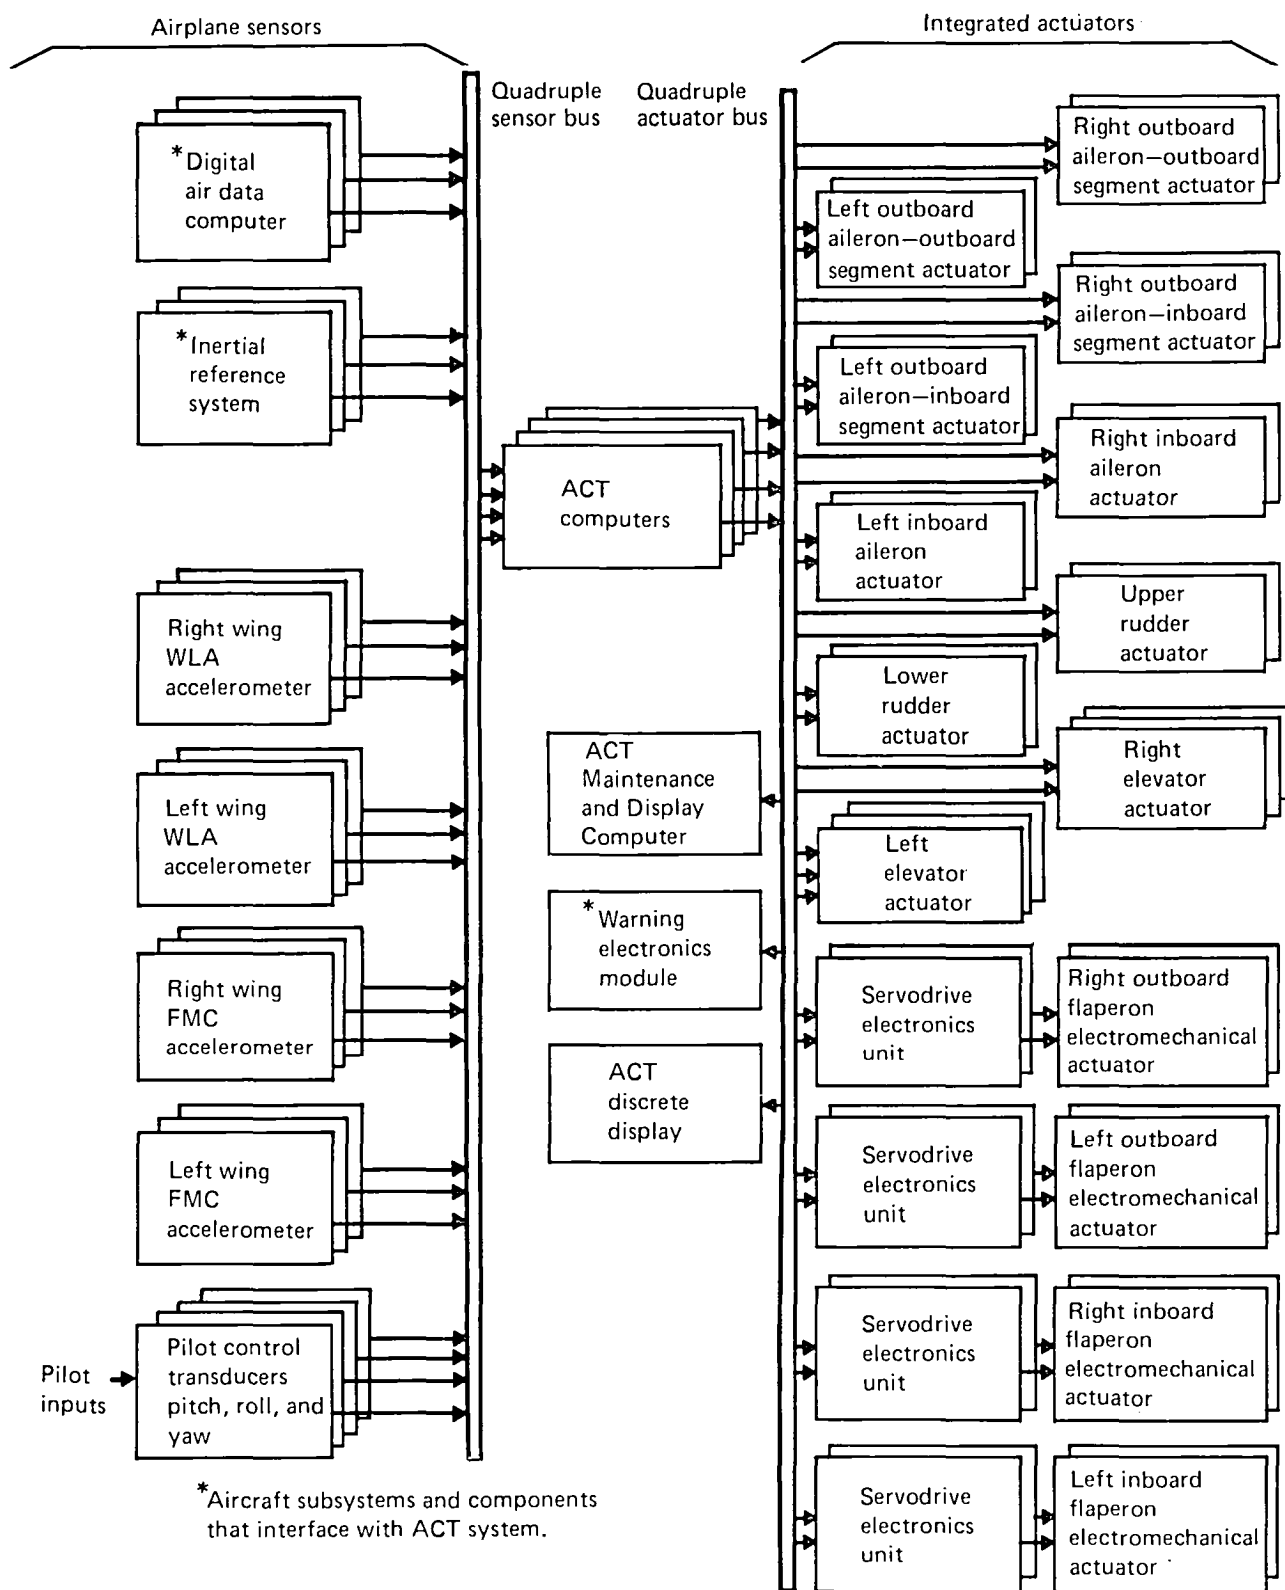 Airplane sensors
Integrated actuators
Quadruple
sensor bus
Quadruple
actuator bus
*Digital
air data
computer
*Inertial
reference
system
Right wing
WLA
accelerometer
Left wing
WLA
accelerometer
Right wing
FMC
accelerometer
Left wing
FMC
accelerometer
Pilot
inputs
Pilot control
transducers
pitch, roll, and
yaw
*Aircraft subsystems and components
that interface with ACT system.
ACT
computers
ACT
Maintenance
and Display
Computer
*Warning
electronics
module
ACT
discrete
display
Right outboard
aileron—outboard
segment actuator
Left outboard
aileron—outboard
segment actuator
Right outboard
aileron—inboard
segment actuator
Left outboard
aileron—inboard
segment actuator
Right inboard
aileron
actuator
Left inboard
aileron
actuator
Upper
rudder
actuator
Lower
rudder
actuator
Right
elevator
actuator
Left
elevator
actuator
Servodrive
electronics
unit
Right outboard
flaperon
electromechanical
actuator
Servodrive
electronics
unit
Left outboard
flaperon
electromechanical
actuator
Servodrive
electronics
unit
Right inboard
flaperon
electromechanical
actuator
Servodrive
electronics
unit
Left inboard
flaperon
electromechanical
actuator